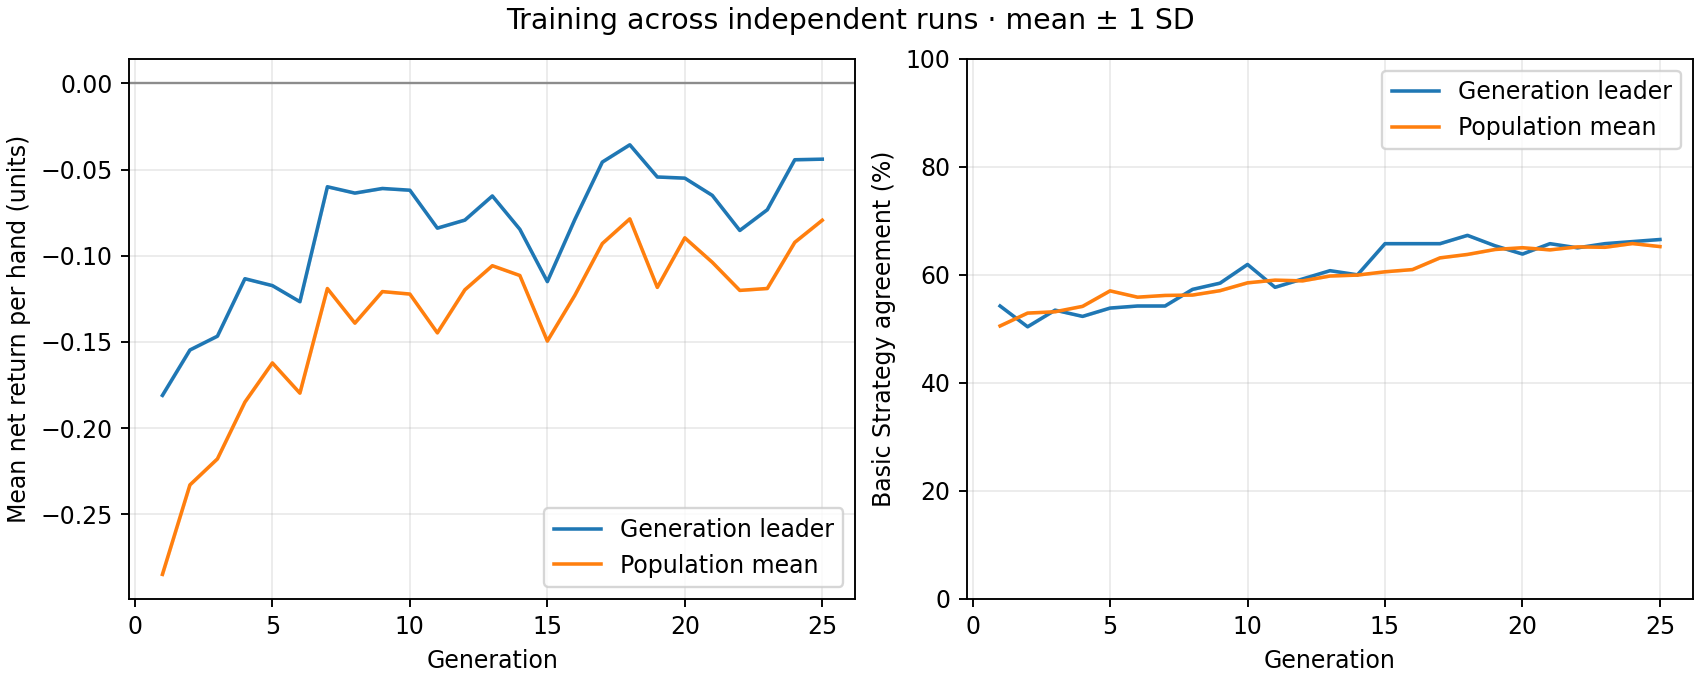 Training across independent runs · mean ± 1 SD
Mean net return per hand (units)
0.00
−0.05
−0.10
−0.15
−0.20
−0.25
0 5 10 15 20 25
Generation
Generation leader
Population mean
Basic Strategy agreement (%)
100
80
60
40
20
0
0 5 10 15 20 25
Generation
Generation leader
Population mean